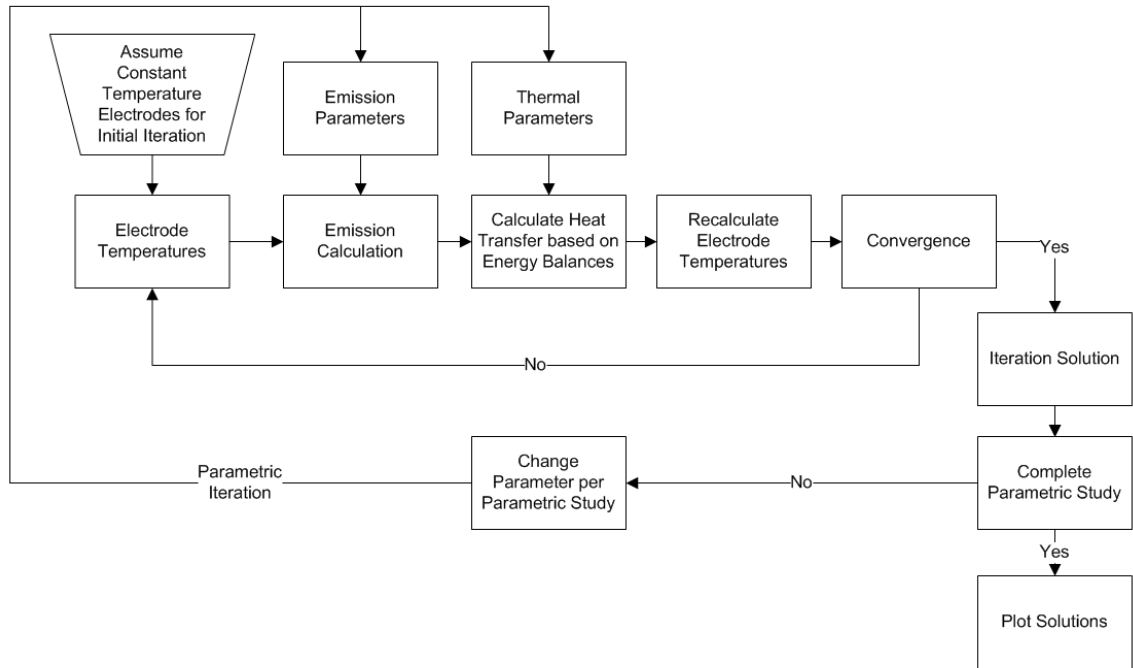 Assume
Constant
Temperature
Electrodes for
Initial Iteration
Emission
Parameters
Thermal
Parameters
Electrode
Temperatures
Emission
Calculation
Calculate Heat
Transfer based on
Energy Balances
Recalculate
Electrode
Temperatures
Convergence
Yes
No
Iteration Solution
Parametric
Iteration
Change
Parameter per
Parametric Study
No
Complete
Parametric Study
Yes
Plot Solutions